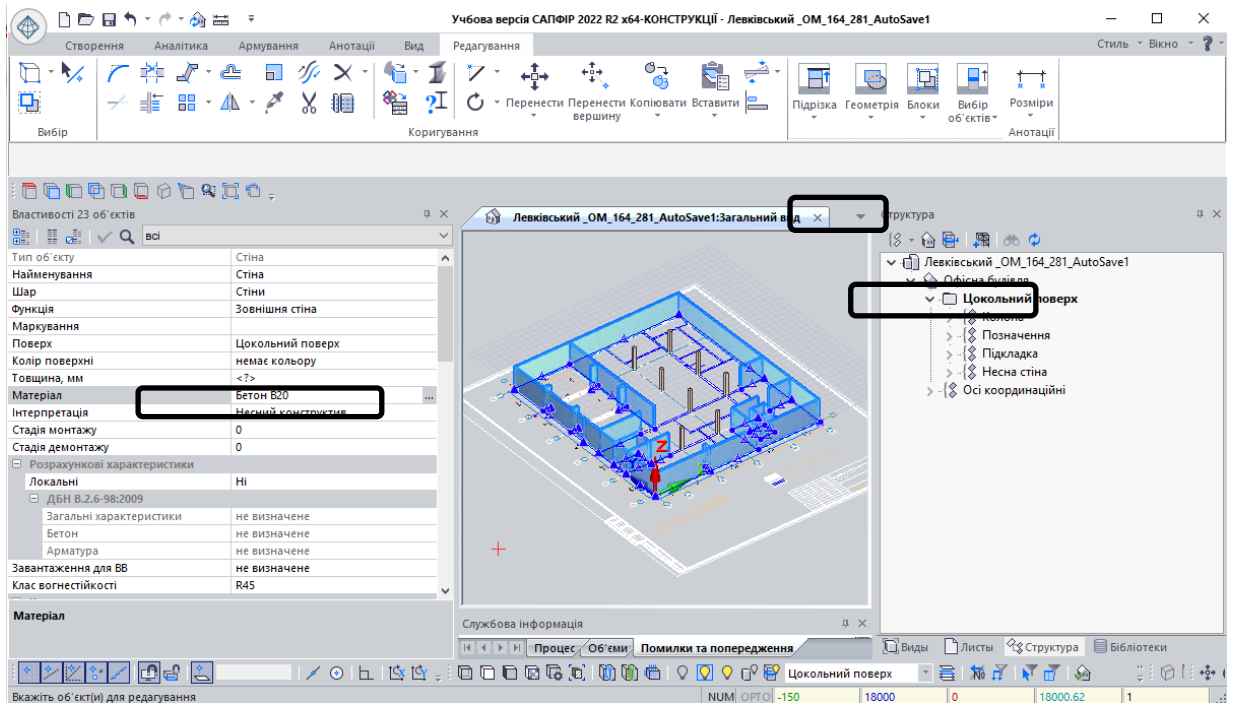 Учбова версія САПФІР 2022 R2 x64-КОНСТРУКЦІЇ - Левківський _ОМ_164_281_AutoSave1
Створення Аналітика Армування Анотації Вид Редагування Стиль Вікно ?
Перенести Перенести вершину Копіювати Вставити Підрізка Геометрія Блоки Вибір об'єктів Розміри
Вибір Коригування Анотації
Властивості 23 об'єктів
всі
Тип об'єкту Стіна
Найменування Стіна
Шар Стіни
Функція Зовнішня стіна
Маркування
Поверх Цокольний поверх
Колір поверхні немає кольору
Товщина, мм <?>
Матеріал Бетон B20 ...
Інтерпретація Несний конструктив
Стадія монтажу 0
Стадія демонтажу 0
Розрахункові характеристики
Локальні Ні
ДБН В.2.6-98:2009
Загальні характеристики не визначене
Бетон не визначене
Арматура не визначене
Завантаження для ВВ не визначене
Клас вогнестійкості R45
Матеріал
Левківський _ОМ_164_281_AutoSave1:Загальний вид
Z
Службова інформація
Процес Об'єми Помилки та попередження
Структура
Левківський _ОМ_164_281_AutoSave1
Офісна будівля
Цокольний поверх
Колона
Позначення
Підкладка
Несна стіна
Осі координаційні
Виды Листы Структура Бібліотеки
Цокольний поверх
Вкажіть об'єкт(и) для редагування NUM ОРТО -150 18000 0 18000.62 1